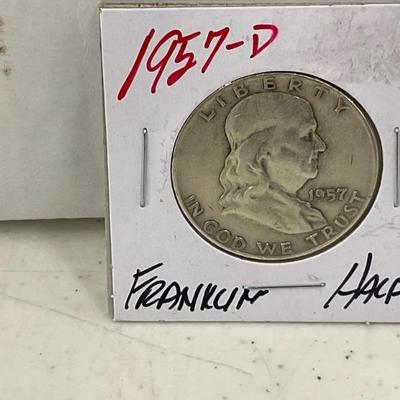 1957-D
LIBERTY
1957
IN GOD WE TRUST
FRANKLIN HALF